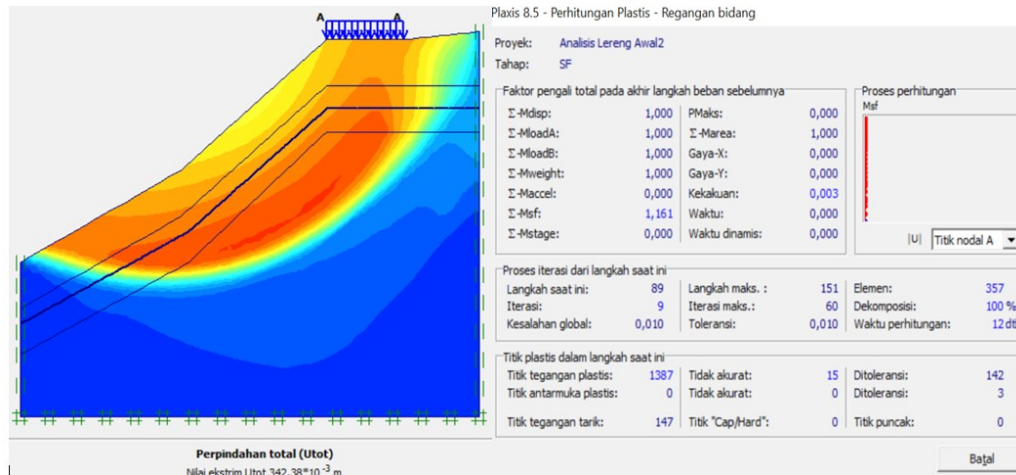 A A
Perpindahan total (Utot)
Nilai ekstrim Utot 342,38*10 -3 m
Plaxis 8.5 - Perhitungan Plastis - Regangan bidang
Proyek: Analisis Lereng Awal2
Tahap: SF
Faktor pengali total pada akhir langkah beban sebelumnya
Σ-Mdisp: 1,000 PMaks: 0,000
Σ-MloadA: 1,000 Σ-Marea: 1,000
Σ-MloadB: 1,000 Gaya-X: 0,000
Σ-Mweight: 1,000 Gaya-Y: 0,000
Σ-Maccel: 0,000 Kekakuan: 0,003
Σ-Msf: 1,161 Waktu: 0,000
Σ-Mstage: 0,000 Waktu dinamis: 0,000
Proses perhitungan
Msf
|U| Titik nodal A
Proses iterasi dari langkah saat ini
Langkah saat ini: 89 Langkah maks. : 151 Elemen: 357
Iterasi: 9 Iterasi maks.: 60 Dekomposisi: 100 %
Kesalahan global: 0,010 Toleransi: 0,010 Waktu perhitungan: 12 dt
Titik plastis dalam langkah saat ini
Titik tegangan plastis: 1387 Tidak akurat: 15 Ditoleransi: 142
Titik antarmuka plastis: 0 Tidak akurat: 0 Ditoleransi: 3
Titik tegangan tarik: 147 Titik "Cap/Hard": 0 Titik puncak: 0
Batal